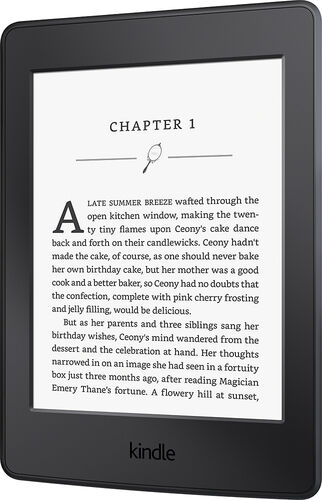 CHAPTER 1
A LATE SUMMER BREEZE wafted through the
open kitchen window, making the twen-
ty tiny flames upon Ceony's cake dance
back and forth on their candlewicks. Ceony hadn't
made the cake, of course, as one should never bake
her own birthday cake, but her mother was a good
cook and a better baker, so Ceony had no doubts that
the confection, complete with pink cherry frosting
and jelly filling, would be delicious.
But as her parents and three siblings sang her
birthday wishes, Ceony's mind wandered from the
dessert and the celebration at hand. Her thoughts
narrowed in on an image she had seen in a fortuity
box just three months ago, after reading Magician
Emery Thane's fortune. A flowery hill at sunset,
kindle